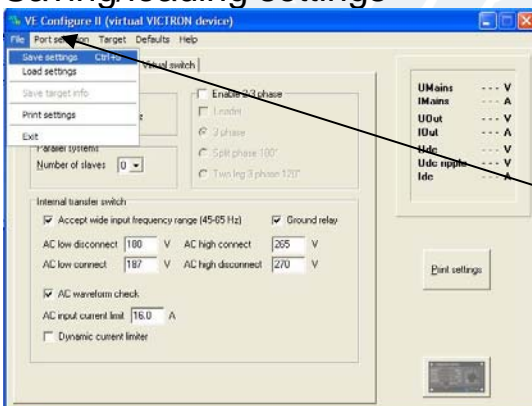 Saving/loading settings
VE Configure II (virtual VICTRON device)
File Port selection Target Defaults Help
Save settings Ctrl+S
Load settings
Save target info
Print settings
Exit
Virtual switch
Enable 2/3 phase
Leader
3 phase
Split phase 180°
Two leg 3 phase 120°
Parallel systems
Number of slaves 0
Internal transfer switch
Accept wide input frequency range (45-65 Hz) Ground relay
AC low disconnect 180 V AC high connect 265 V
AC low connect 187 V AC high disconnect 270 V
AC waveform check
AC input current limit 16.0 A
Dynamic current limiter
UMains --- V
IMains --- A
UOut --- V
IOut --- A
Udc --- V
Udc ripple --- V
Idc --- A
Print settings